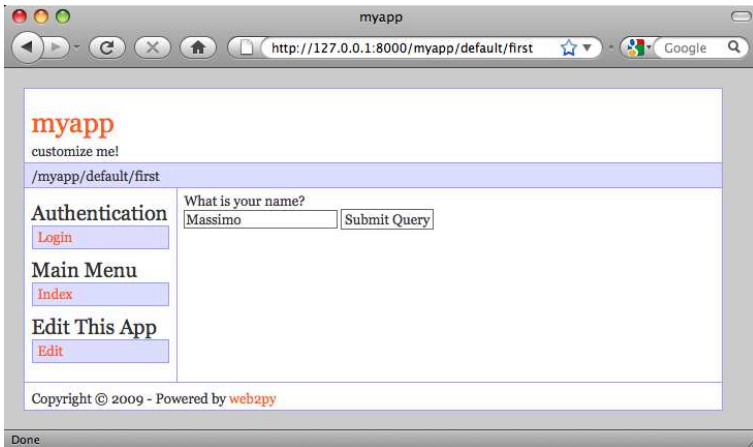 myapp
http://127.0.0.1:8000/myapp/default/first
Google
myapp
customize me!
/myapp/default/first
Authentication
Login
Main Menu
Index
Edit This App
Edit
What is your name?
Massimo Submit Query
Copyright © 2009 - Powered by web2py
Done